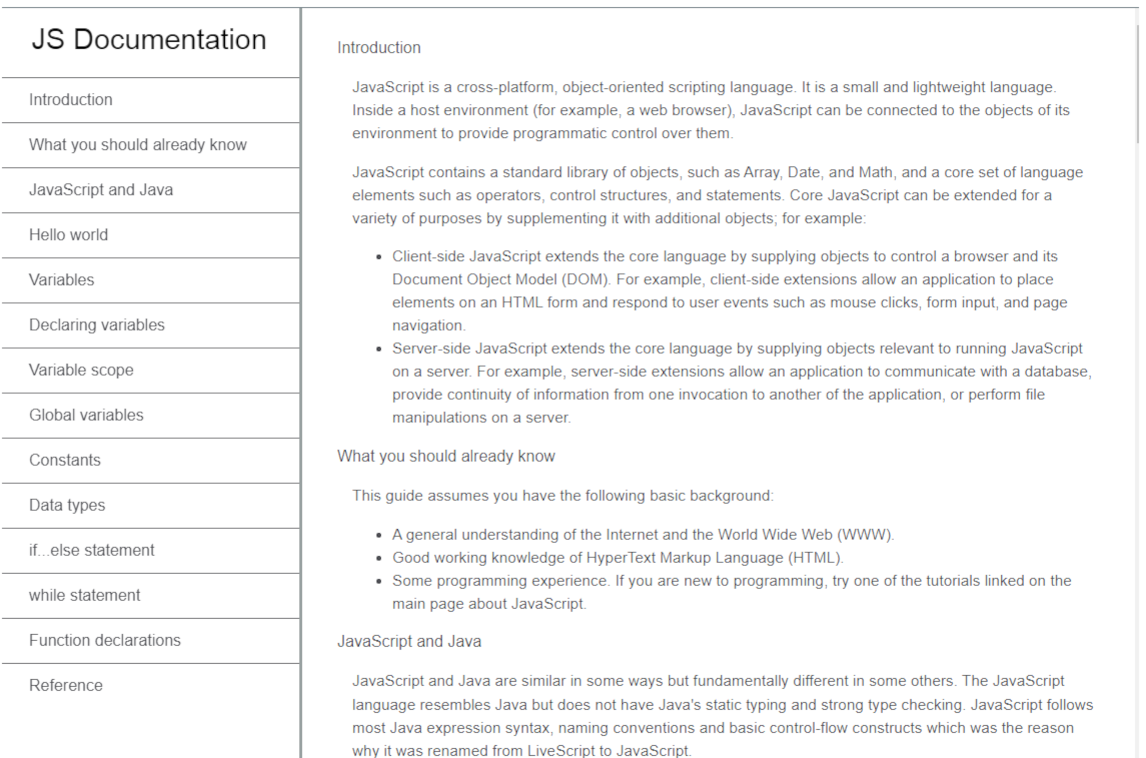 JS Documentation
Introduction
What you should already know
JavaScript and Java
Hello world
Variables
Declaring variables
Variable scope
Global variables
Constants
Data types
if...else statement
while statement
Function declarations
Reference
Introduction
JavaScript is a cross-platform, object-oriented scripting language. It is a small and lightweight language.
Inside a host environment (for example, a web browser), JavaScript can be connected to the objects of its
environment to provide programmatic control over them.
JavaScript contains a standard library of objects, such as Array, Date, and Math, and a core set of language
elements such as operators, control structures, and statements. Core JavaScript can be extended for a
variety of purposes by supplementing it with additional objects; for example:
• Client-side JavaScript extends the core language by supplying objects to control a browser and its
Document Object Model (DOM). For example, client-side extensions allow an application to place
elements on an HTML form and respond to user events such as mouse clicks, form input, and page
navigation.
• Server-side JavaScript extends the core language by supplying objects relevant to running JavaScript
on a server. For example, server-side extensions allow an application to communicate with a database,
provide continuity of information from one invocation to another of the application, or perform file
manipulations on a server.
What you should already know
This guide assumes you have the following basic background:
• A general understanding of the Internet and the World Wide Web (WWW).
• Good working knowledge of HyperText Markup Language (HTML).
• Some programming experience. If you are new to programming, try one of the tutorials linked on the
main page about JavaScript.
JavaScript and Java
JavaScript and Java are similar in some ways but fundamentally different in some others. The JavaScript
language resembles Java but does not have Java's static typing and strong type checking. JavaScript follows
most Java expression syntax, naming conventions and basic control-flow constructs which was the reason
why it was renamed from LiveScript to JavaScript.